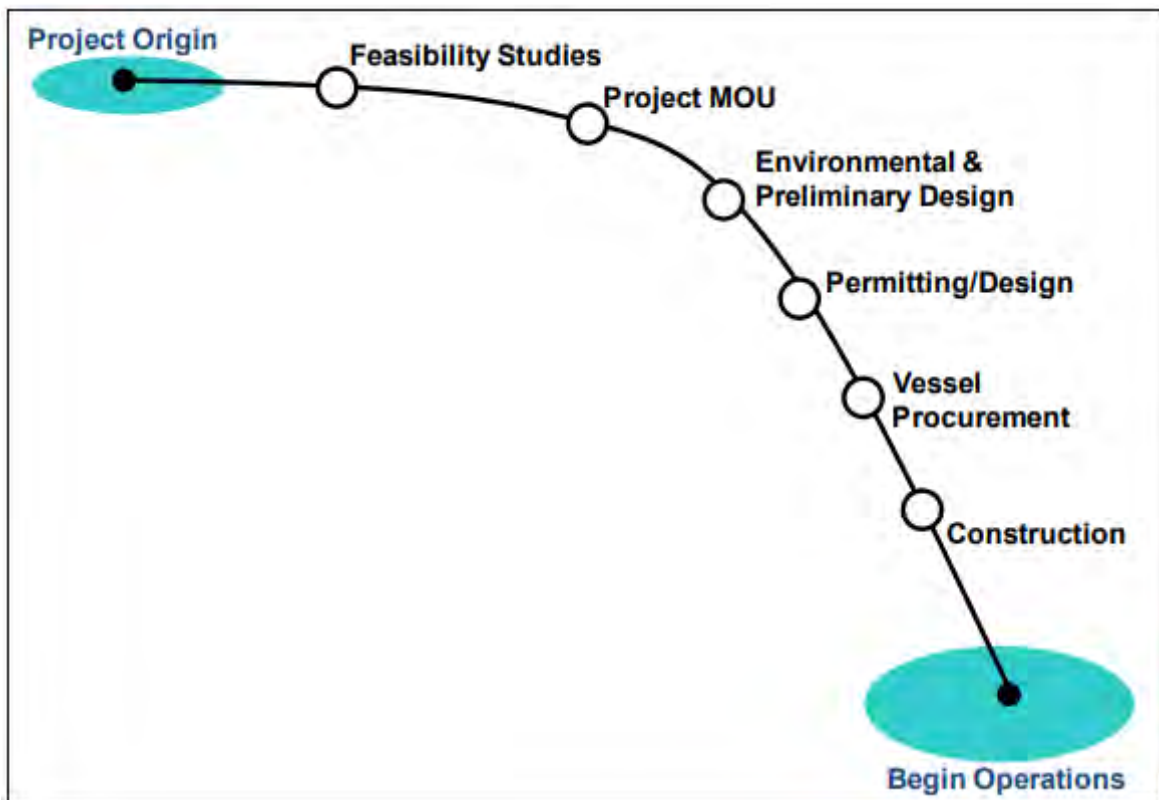 Project Origin
Feasibility Studies
Project MOU
Environmental &
Preliminary Design
Permitting/Design
Vessel
Procurement
Construction
Begin Operations